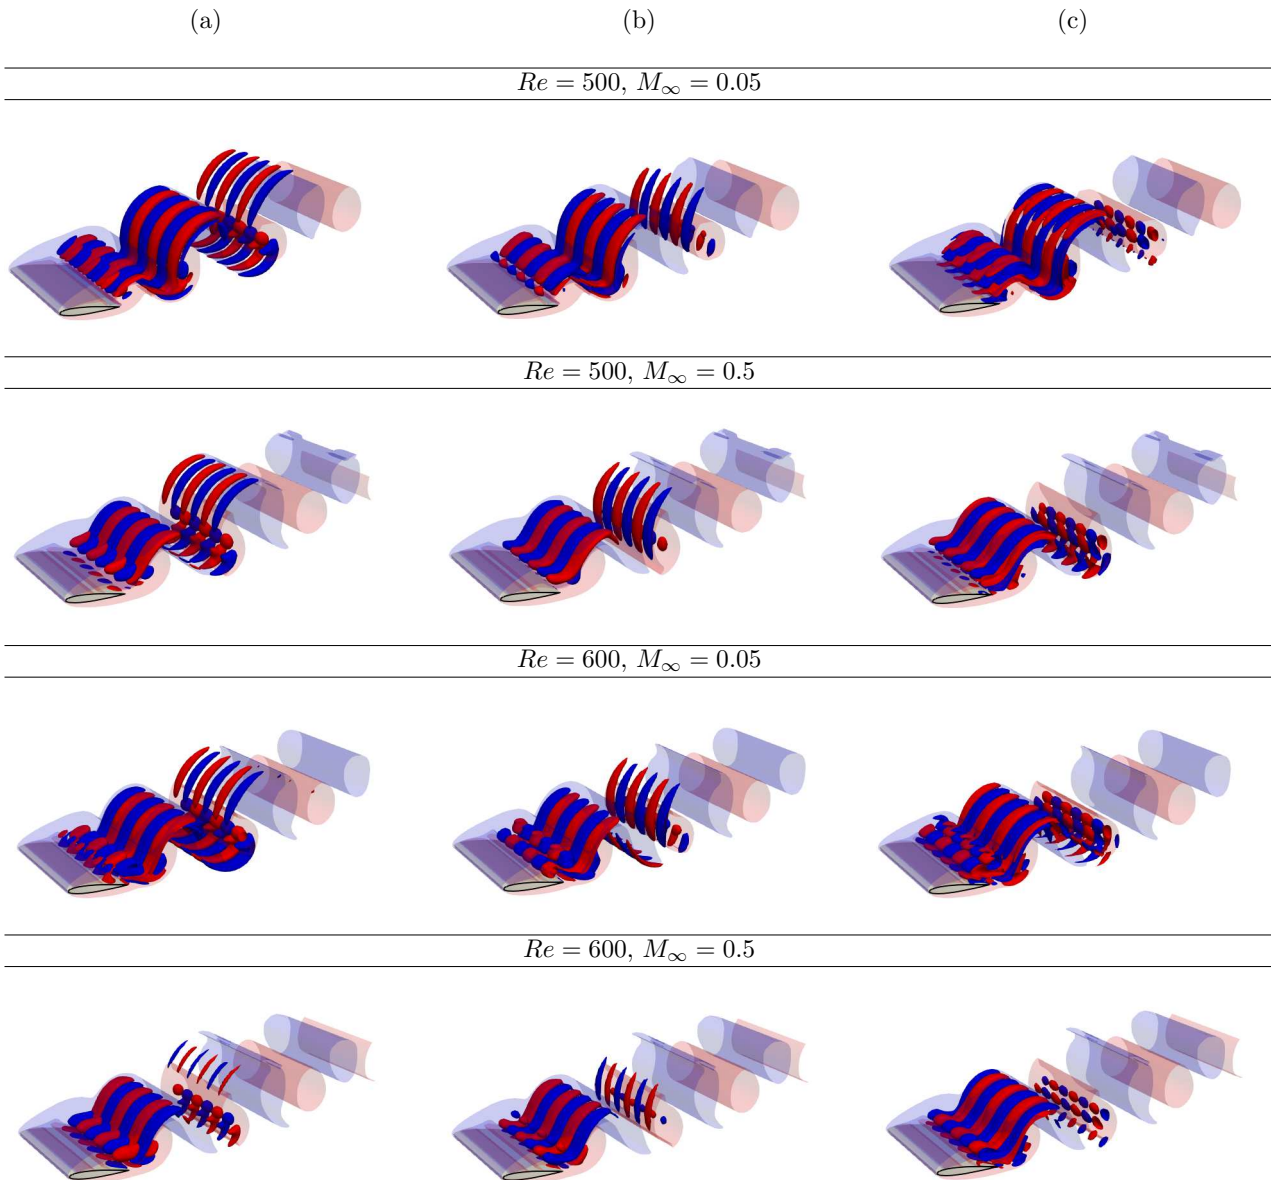 (a) (b) (c)
Re = 500, M∞ = 0.05
Re = 500, M∞ = 0.5
Re = 600, M∞ = 0.05
Re = 600, M∞ = 0.5